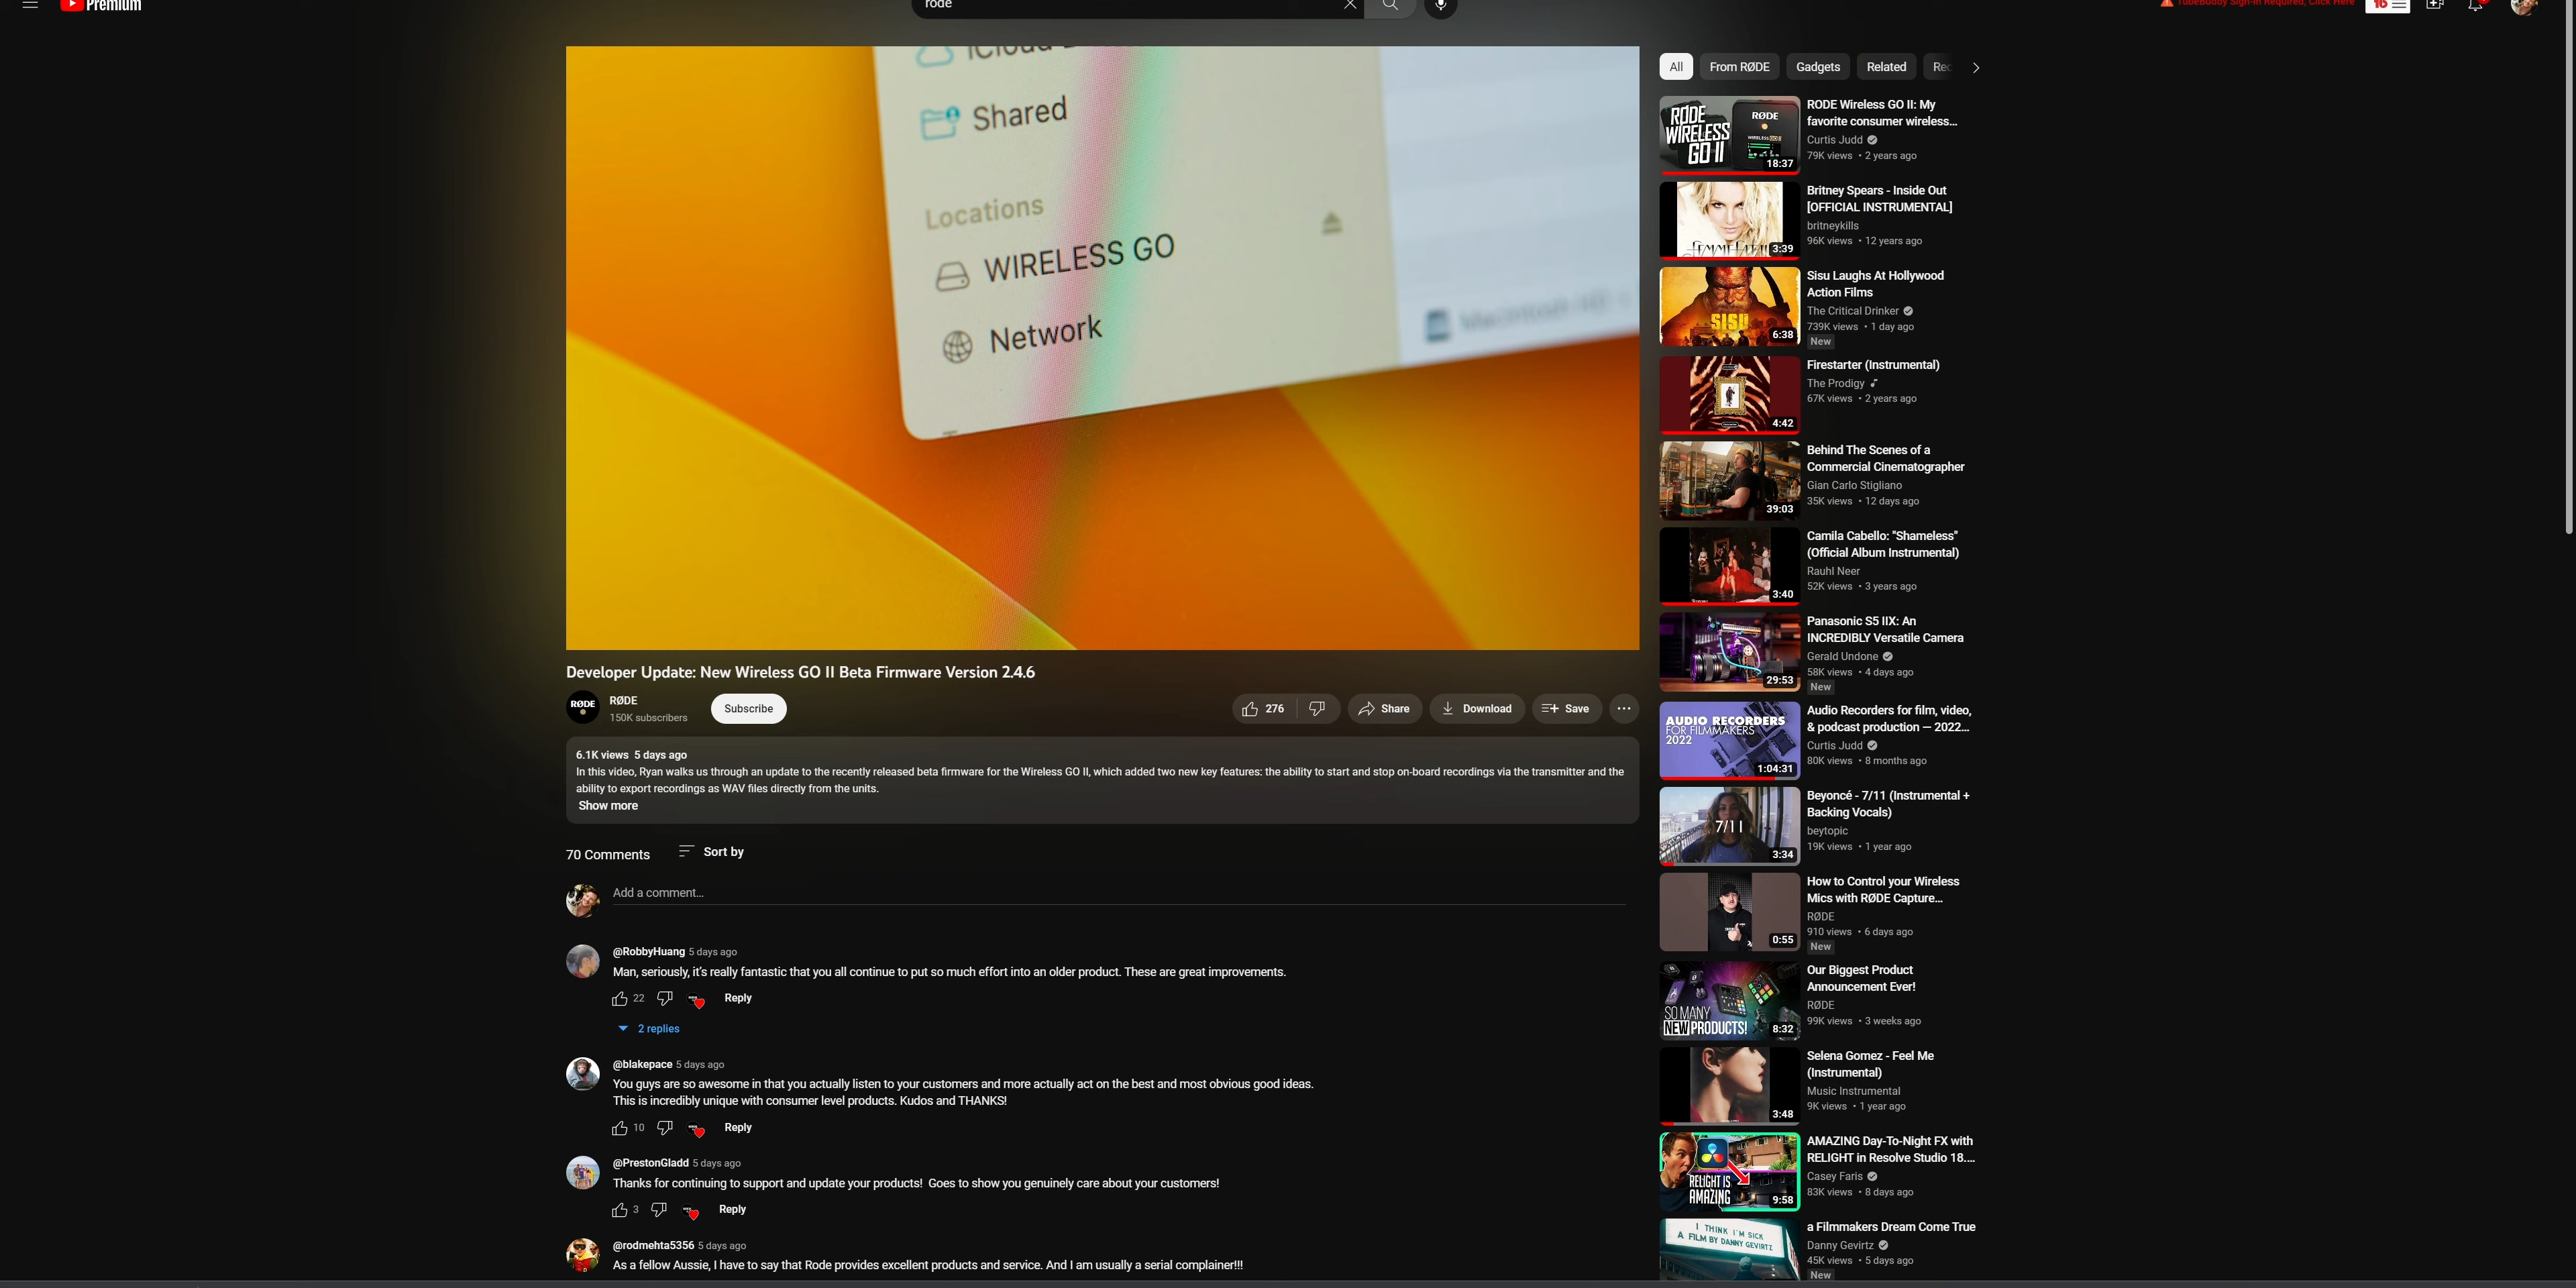 Premium
rode
TubeBuddy Sign-In Required, Click Here
iCloud
Shared
Locations
WIRELESS GO
Network
Macintosh HD
Developer Update: New Wireless GO II Beta Firmware Version 2.4.6
RØDE
RØDE
150K subscribers
Subscribe
276
Share
Download
Save
6.1K views 5 days ago
In this video, Ryan walks us through an update to the recently released beta firmware for the Wireless GO II, which added two new key features: the ability to start and stop on-board recordings via the transmitter and the
ability to export recordings as WAV files directly from the units.
Show more
70 Comments
Sort by
Add a comment...
@RobbyHuang 5 days ago
Man, seriously, it's really fantastic that you all continue to put so much effort into an older product. These are great improvements.
22
Reply
2 replies
@blakepace 5 days ago
You guys are so awesome in that you actually listen to your customers and more actually act on the best and most obvious good ideas.
This is incredibly unique with consumer level products. Kudos and THANKS!
10
Reply
@PrestonGladd 5 days ago
Thanks for continuing to support and update your products! Goes to show you genuinely care about your customers!
3
Reply
@rodmehta5356 5 days ago
As a fellow Aussie, I have to say that Rode provides excellent products and service. And I am usually a serial complainer!!!
All
From RØDE
Gadgets
Related
Rec
RØDE
WIRELESS
GO II
RØDE
18:37
RODE Wireless GO II: My
favorite consumer wireless...
Curtis Judd
79K views • 2 years ago
3:39
Britney Spears - Inside Out
[OFFICIAL INSTRUMENTAL]
britneykills
96K views • 12 years ago
SISU
6:38
Sisu Laughs At Hollywood
Action Films
The Critical Drinker
739K views • 1 day ago
New
4:42
Firestarter (Instrumental)
The Prodigy
67K views • 2 years ago
39:03
Behind The Scenes of a
Commercial Cinematographer
Gian Carlo Stigliano
35K views • 12 days ago
3:40
Camila Cabello: "Shameless"
(Official Album Instrumental)
Rauhl Neer
52K views • 3 years ago
29:53
Panasonic S5 IIX: An
INCREDIBLY Versatile Camera
Gerald Undone
58K views • 4 days ago
New
AUDIO RECORDERS
FOR FILMMAKERS
2022
1:04:31
Audio Recorders for film, video,
& podcast production — 2022...
Curtis Judd
80K views • 8 months ago
7/11
3:34
Beyoncé - 7/11 (Instrumental +
Backing Vocals)
beytopic
19K views • 1 year ago
0:55
How to Control your Wireless
Mics with RØDE Capture...
RØDE
910 views • 6 days ago
New
SO MANY
NEW PRODUCTS!
8:32
Our Biggest Product
Announcement Ever!
RØDE
99K views • 3 weeks ago
3:48
Selena Gomez - Feel Me
(Instrumental)
Music Instrumental
9K views • 1 year ago
RELIGHT IS
AMAZING
9:58
AMAZING Day-To-Night FX with
RELIGHT in Resolve Studio 18....
Casey Faris
83K views • 8 days ago
I THINK I'M SICK
A FILM BY DANNY GEVIRTZ
a Filmmakers Dream Come True
Danny Gevirtz
45K views • 5 days ago
New